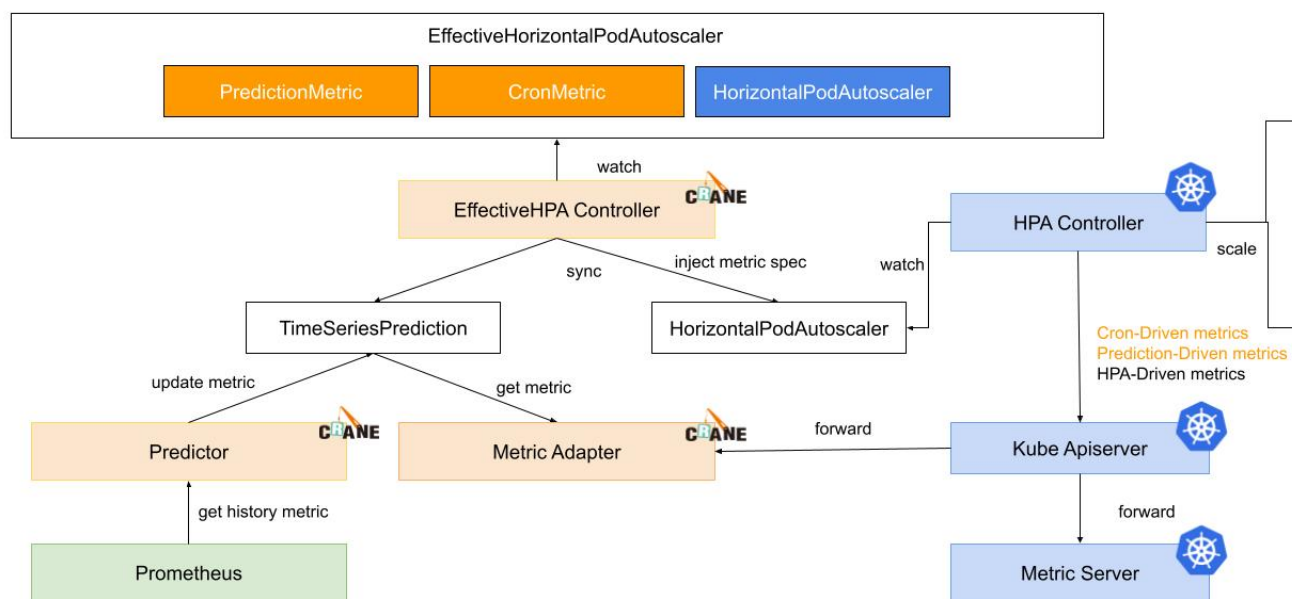 EffectiveHorizontalPodAutoscaler
PredictionMetric
CronMetric
HorizontalPodAutoscaler
watch
CRANE
EffectiveHPA Controller
HPA Controller
sync
inject metric spec
watch
scale
TimeSeriesPrediction
HorizontalPodAutoscaler
Cron-Driven metrics
Prediction-Driven metrics
HPA-Driven metrics
update metric
get metric
CRANE
CRANE
Predictor
Metric Adapter
forward
Kube Apiserver
get history metric
forward
Prometheus
Metric Server